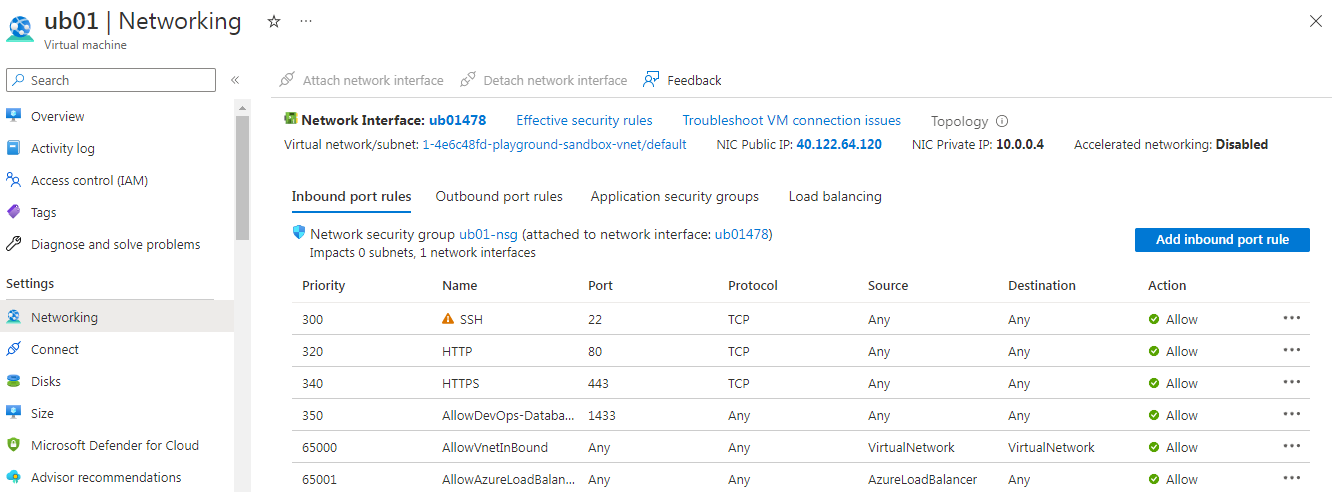 ub01 | Networking
Virtual machine
Search
Attach network interface Detach network interface Feedback
Overview
Activity log
Access control (IAM)
Tags
Diagnose and solve problems
Settings
Networking
Connect
Disks
Size
Microsoft Defender for Cloud
Advisor recommendations
Network Interface: ub01478 Effective security rules Troubleshoot VM connection issues Topology
Virtual network/subnet: 1-4e6c48fd-playground-sandbox-vnet/default NIC Public IP: 40.122.64.120 NIC Private IP: 10.0.0.4 Accelerated networking: Disabled
Inbound port rules Outbound port rules Application security groups Load balancing
Network security group ub01-nsg (attached to network interface: ub01478)
Impacts 0 subnets, 1 network interfaces
Add inbound port rule
Priority Name Port Protocol Source Destination Action
300 SSH 22 TCP Any Any Allow
320 HTTP 80 TCP Any Any Allow
340 HTTPS 443 TCP Any Any Allow
350 AllowDevOps-Databa... 1433 Any Any Any Allow
65000 AllowVnetInBound Any Any VirtualNetwork VirtualNetwork Allow
65001 AllowAzureLoadBalan... Any Any AzureLoadBalancer Any Allow